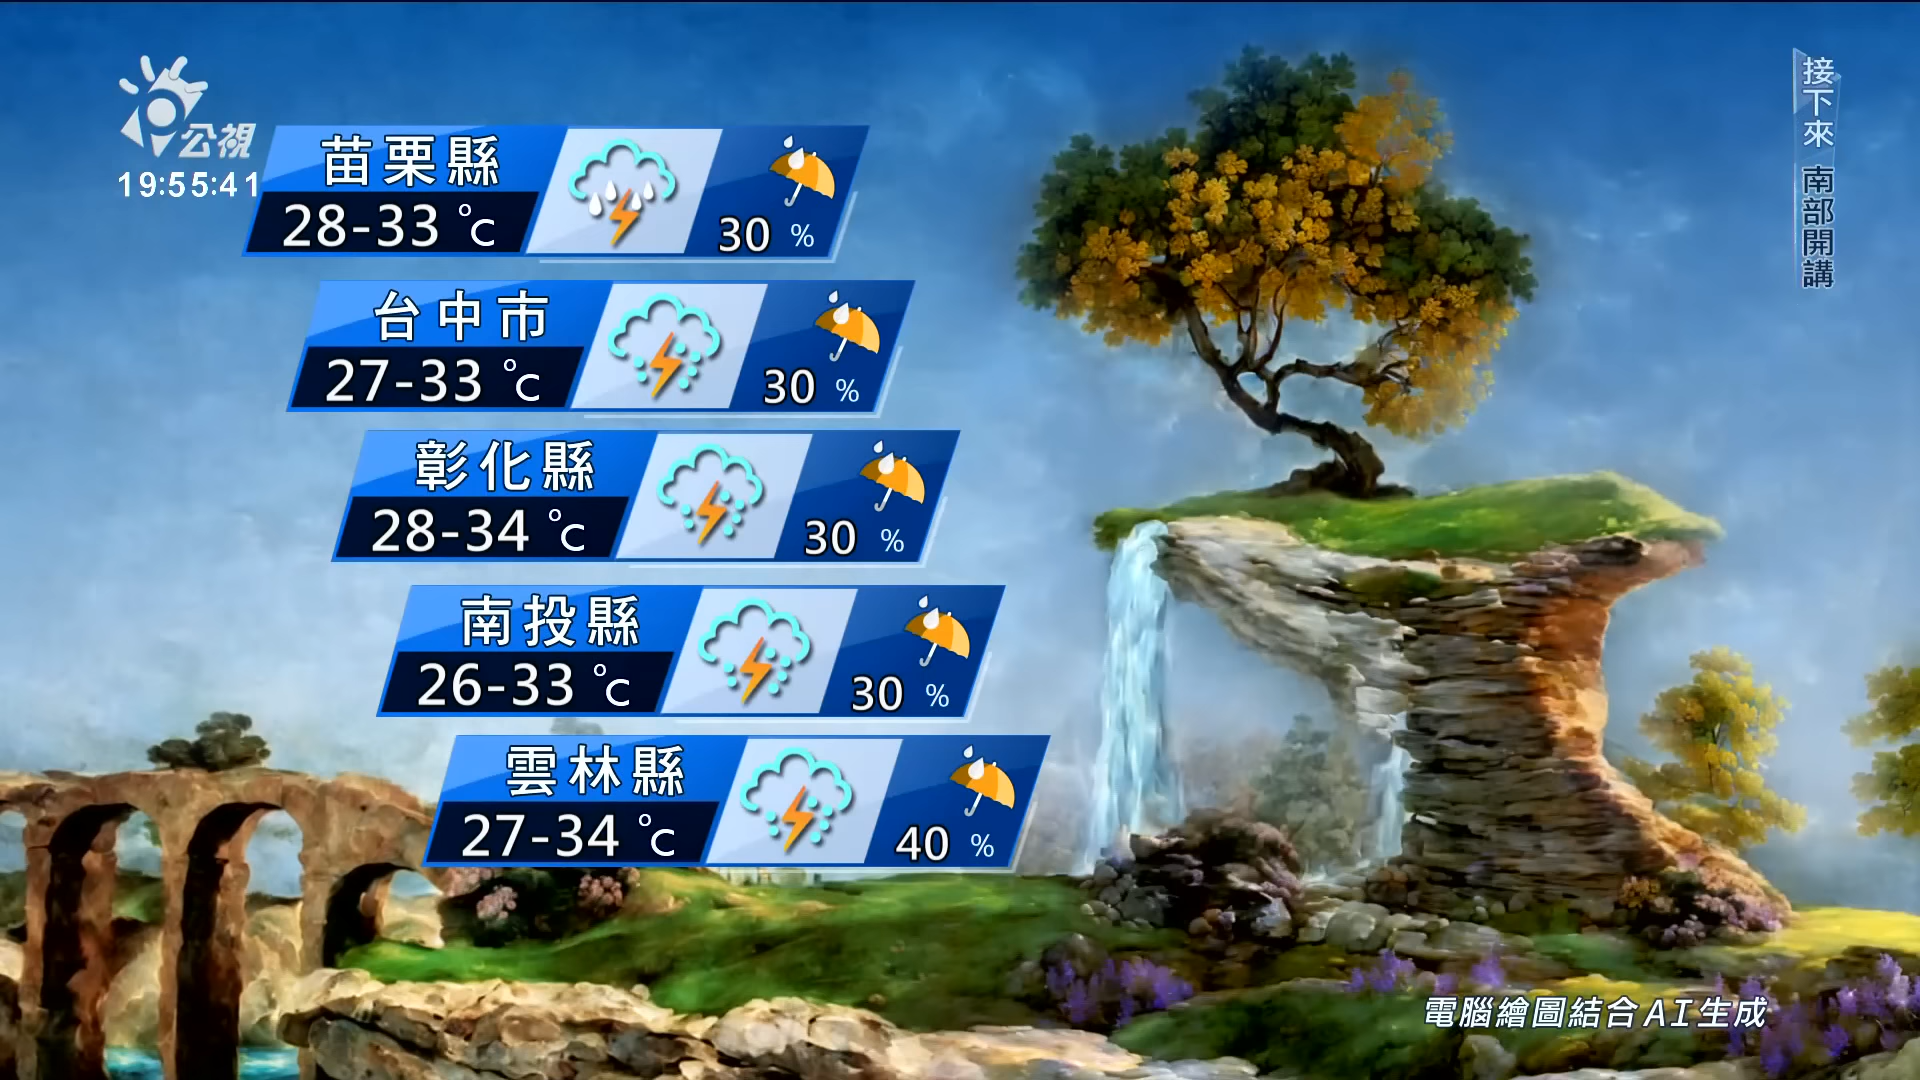 公視
19:55:41
苗栗縣
28-33 ℃
30 %
台中市
27-33 ℃
30 %
彰化縣
28-34 ℃
30 %
南投縣
26-33 ℃
30 %
雲林縣
27-34 ℃
40 %
接下來 南部開講
電腦繪圖結合AI生成